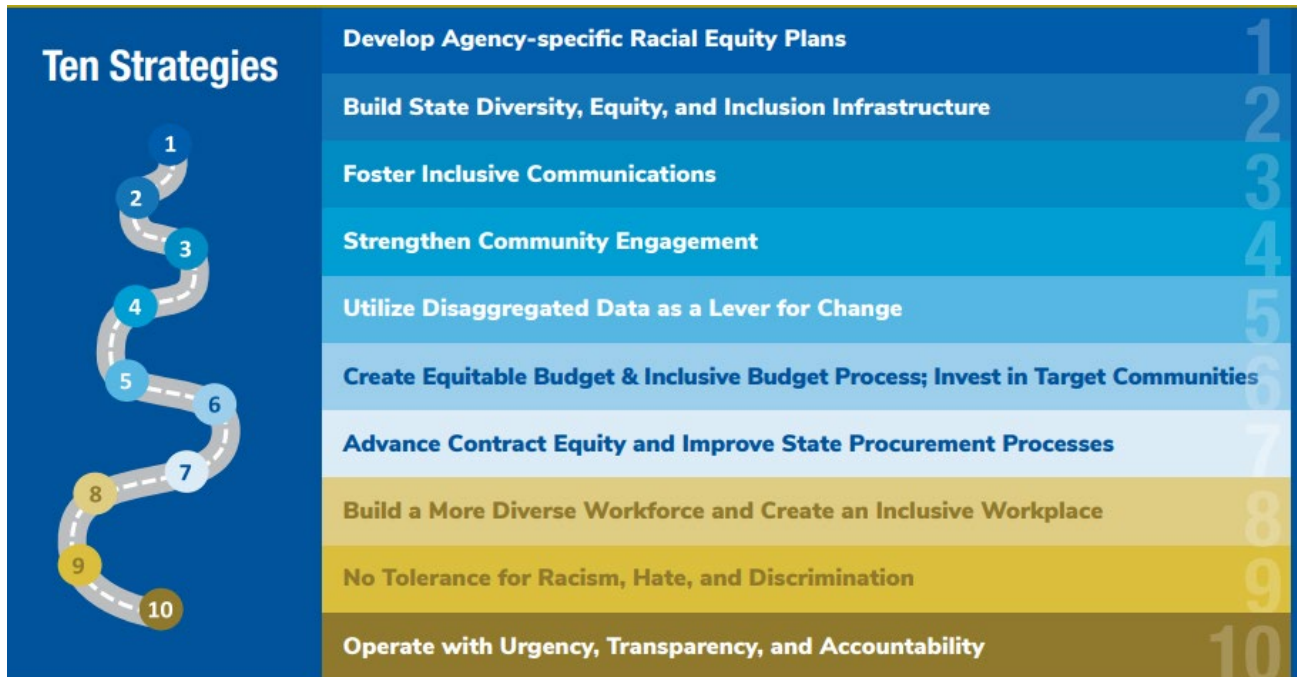 Ten Strategies
1
2
3
4
5
6
7
8
9
10
Develop Agency-specific Racial Equity Plans 1
Build State Diversity, Equity, and Inclusion Infrastructure 2
Foster Inclusive Communications 3
Strengthen Community Engagement 4
Utilize Disaggregated Data as a Lever for Change 5
Create Equitable Budget & Inclusive Budget Process; Invest in Target Communities 6
Advance Contract Equity and Improve State Procurement Processes 7
Build a More Diverse Workforce and Create an Inclusive Workplace 8
No Tolerance for Racism, Hate, and Discrimination 9
Operate with Urgency, Transparency, and Accountability 10